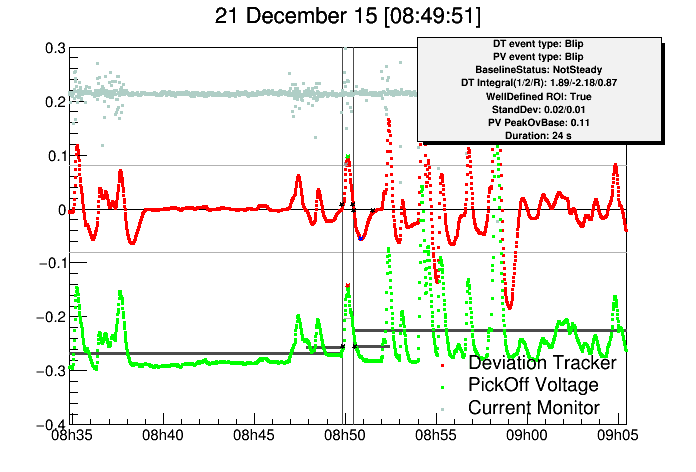 21 December 15 [08:49:51]
DT event type: Blip
PV event type: Blip
BaselineStatus: NotSteady
DT Integral(1/2/R): 1.89/-2.18/0.87
WellDefined ROI: True
StandDev: 0.02/0.01
PV PeakOvBase: 0.11
Duration: 24 s
0.3
0.2
0.1
0
−0.1
−0.2
−0.3
−0.4
Deviation Tracker
PickOff Voltage
Current Monitor
08h35 08h40 08h45 08h50 08h55 09h00 09h05